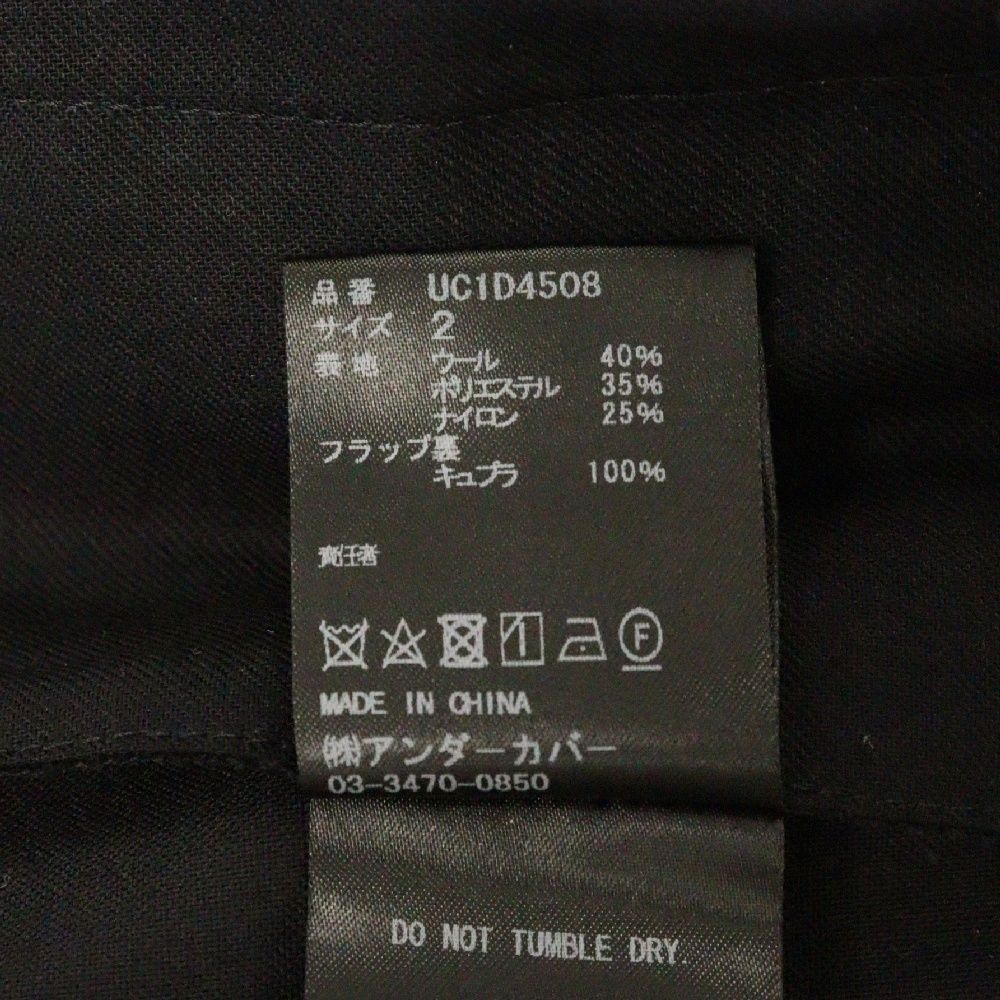 品番 UC1D4508
サイズ 2
表地 ウール 40%
ポリエステル 35%
ナイロン 25%
フラップ裏
キュプラ 100%
責任者
F
MADE IN CHINA
㈱アンダーカバー
03-3470-0850
DO NOT TUMBLE DRY.